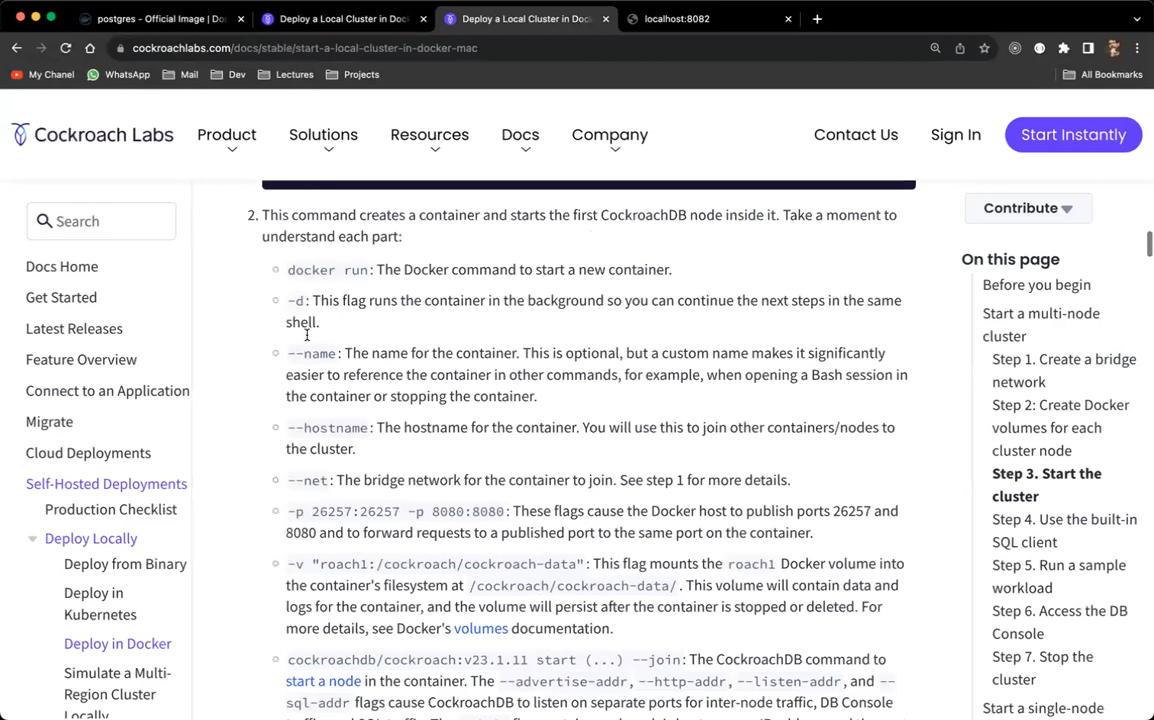 postgres - Official Image | Do
Deploy a Local Cluster in Doc
Deploy a Local Cluster in Doc
localhost:8082
cockroachlabs.com/docs/stable/start-a-local-cluster-in-docker-mac
My Chanel
WhatsApp
Mail
Dev
Lectures
Projects
All Bookmarks
Cockroach Labs
Product
Solutions
Resources
Docs
Company
Contact Us
Sign In
Start Instantly
Search
Docs Home
Get Started
Latest Releases
Feature Overview
Connect to an Application
Migrate
Cloud Deployments
Self-Hosted Deployments
Production Checklist
Deploy Locally
Deploy from Binary
Deploy in
Kubernetes
Deploy in Docker
Simulate a Multi-
Region Cluster
Locally
2. This command creates a container and starts the first CockroachDB node inside it. Take a moment to
understand each part:
docker run: The Docker command to start a new container.
-d: This flag runs the container in the background so you can continue the next steps in the same
shell.
--name: The name for the container. This is optional, but a custom name makes it significantly
easier to reference the container in other commands, for example, when opening a Bash session in
the container or stopping the container.
--hostname: The hostname for the container. You will use this to join other containers/nodes to
the cluster.
--net: The bridge network for the container to join. See step 1 for more details.
-p 26257:26257 -p 8080:8080: These flags cause the Docker host to publish ports 26257 and
8080 and to forward requests to a published port to the same port on the container.
-v "roach1:/cockroach/cockroach-data": This flag mounts the roach1 Docker volume into
the container's filesystem at /cockroach/cockroach-data/. This volume will contain data and
logs for the container, and the volume will persist after the container is stopped or deleted. For
more details, see Docker's volumes documentation.
cockroachdb/cockroach:v23.1.11 start (...) --join: The CockroachDB command to
start a node in the container. The --advertise-addr, --http-addr, --listen-addr, and --
sql-addr flags cause CockroachDB to listen on separate ports for inter-node traffic, DB Console
Contribute
On this page
Before you begin
Start a multi-node
cluster
Step 1. Create a bridge
network
Step 2: Create Docker
volumes for each
cluster node
Step 3. Start the
cluster
Step 4. Use the built-in
SQL client
Step 5. Run a sample
workload
Step 6. Access the DB
Console
Step 7. Stop the
cluster
Start a single-node